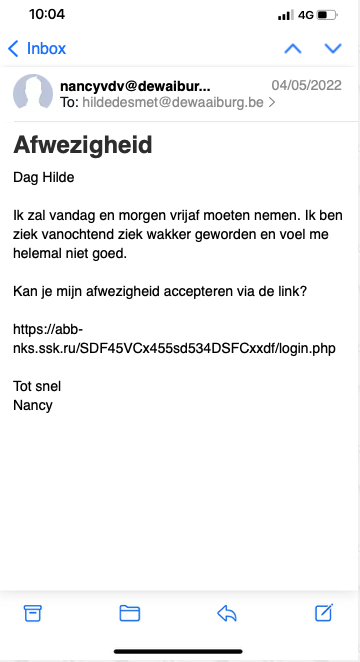 10:04
4G
Inbox
nancyvdv@dewaibur...
04/05/2022
To: hildedesmet@dewaaiburg.be
Afwezigheid
Dag Hilde
Ik zal vandag en morgen vrijaf moeten nemen. Ik ben
ziek vanochtend ziek wakker geworden en voel me
helemal niet goed.
Kan je mijn afwezigheid accepteren via de link?
https://abb-
nks.ssk.ru/SDF45VCx455sd534DSFCxxdf/login.php
Tot snel
Nancy